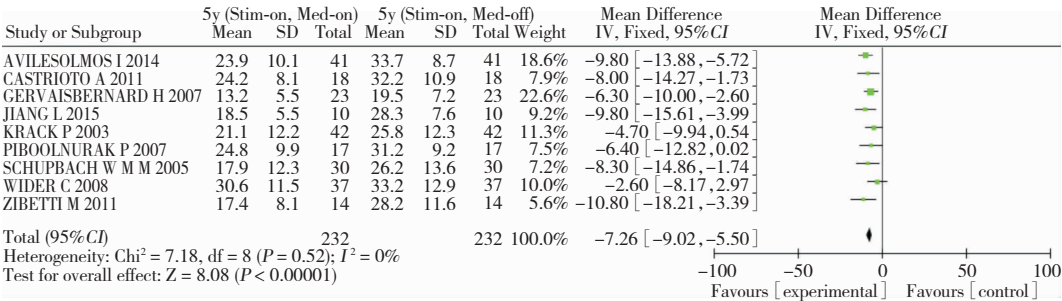 5y (Stim-on, Med-on) 5y (Stim-on, Med-off) Mean Difference Mean Difference
Study or Subgroup Mean SD Total Mean SD Total Weight IV, Fixed, 95%CI IV, Fixed, 95%CI
AVILESOLMOS I 2014 23.9 10.1 41 33.7 8.7 41 18.6% −9.80 [−13.88, −5.72]
CASTRIOTO A 2011 24.2 8.1 18 32.2 10.9 18 7.9% −8.00 [−14.27, −1.73]
GERVAISBERNARD H 2007 13.2 5.5 23 19.5 7.2 23 22.6% −6.30 [−10.00, −2.60]
JIANG L 2015 18.5 5.5 10 28.3 7.6 10 9.2% −9.80 [−15.61, −3.99]
KRACK P 2003 21.1 12.2 42 25.8 12.3 42 11.3% −4.70 [−9.94, 0.54]
PIBOOLNURAK P 2007 24.8 9.9 17 31.2 9.2 17 7.5% −6.40 [−12.82, 0.02]
SCHUPBACH W M M 2005 17.9 12.3 30 26.2 13.6 30 7.2% −8.30 [−14.86, −1.74]
WIDER C 2008 30.6 11.5 37 33.2 12.9 37 10.0% −2.60 [−8.17, 2.97]
ZIBETTI M 2011 17.4 8.1 14 28.2 11.6 14 5.6% −10.80 [−18.21, −3.39]
Total (95%CI) 232 232 100.0% −7.26 [−9.02, −5.50]
Heterogeneity: Chi² = 7.18, df = 8 (P = 0.52); I² = 0%
Test for overall effect: Z = 8.08 (P < 0.00001)
−100 −50 0 50 100
Favours [experimental] Favours [control]